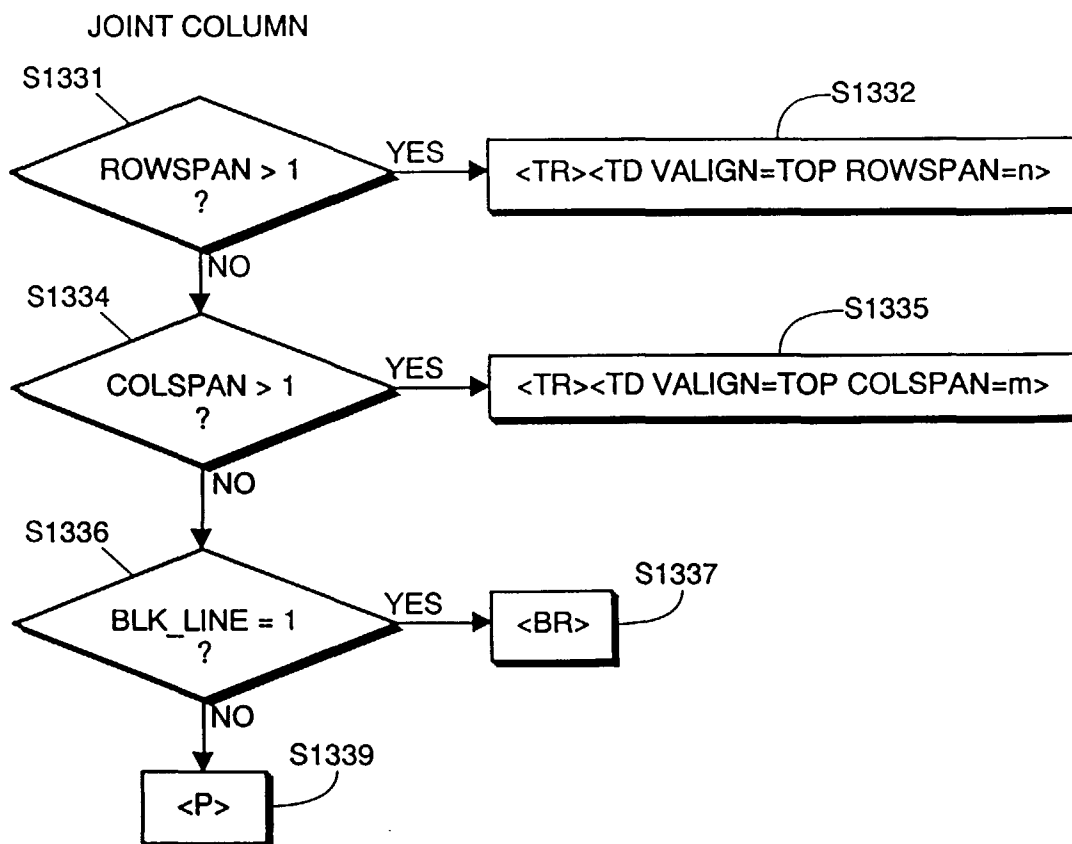 JOINT COLUMN
S1331
S1332
ROWSPAN > 1
?
YES
<TR><TD VALIGN=TOP ROWSPAN=n>
NO
S1334
S1335
COLSPAN > 1
?
YES
<TR><TD VALIGN=TOP COLSPAN=m>
NO
S1336
S1337
BLK_LINE = 1
?
YES
<BR>
NO
S1339
<P>